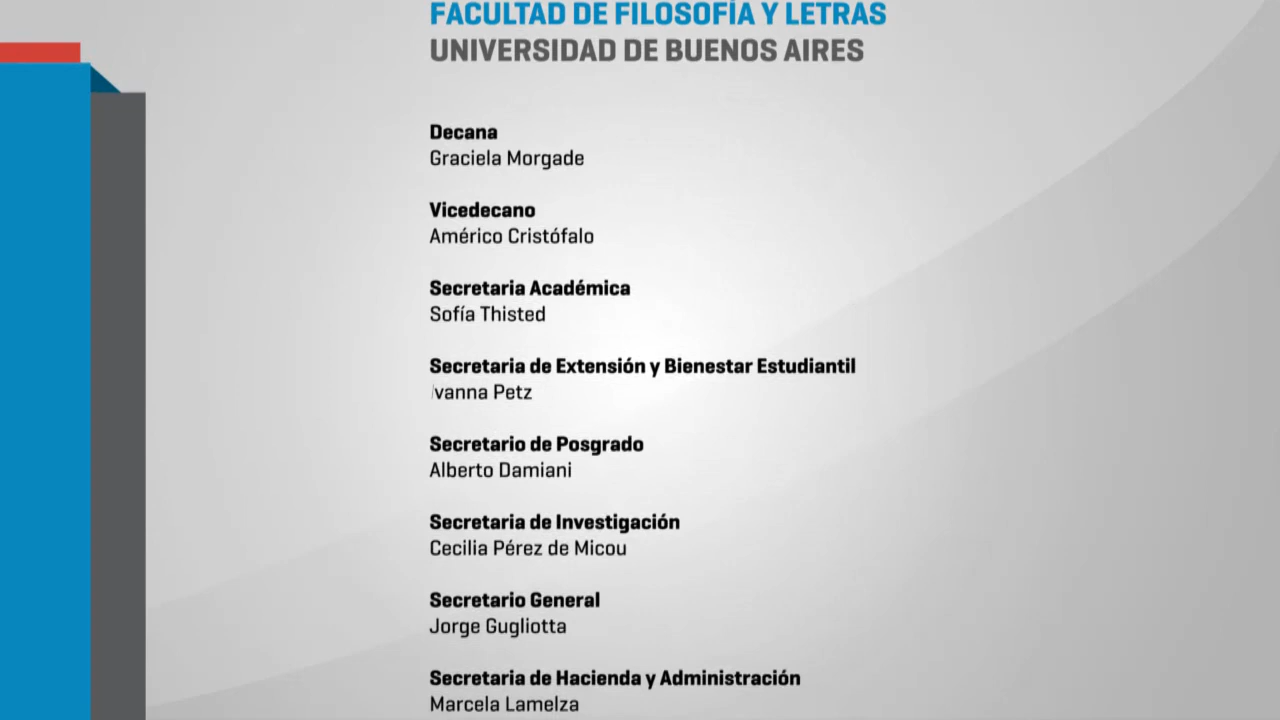 FACULTAD DE FILOSOFÍA Y LETRAS
UNIVERSIDAD DE BUENOS AIRES
Decana
Graciela Morgade
Vicedecano
Américo Cristófalo
Secretaria Académica
Sofía Thisted
Secretaria de Extensión y Bienestar Estudiantil
Ivanna Petz
Secretario de Posgrado
Alberto Damiani
Secretaria de Investigación
Cecilia Pérez de Micou
Secretario General
Jorge Gugliotta
Secretaria de Hacienda y Administración
Marcela Lamelza